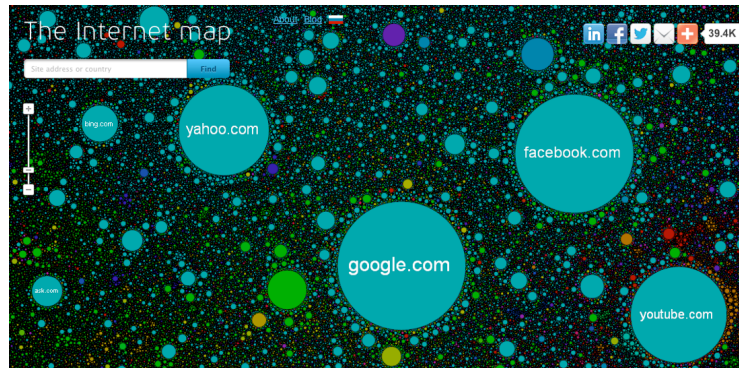 The Internet map
About Blog
39.4K
Site address or country Find
bing.com
yahoo.com
facebook.com
google.com
ask.com
youtube.com